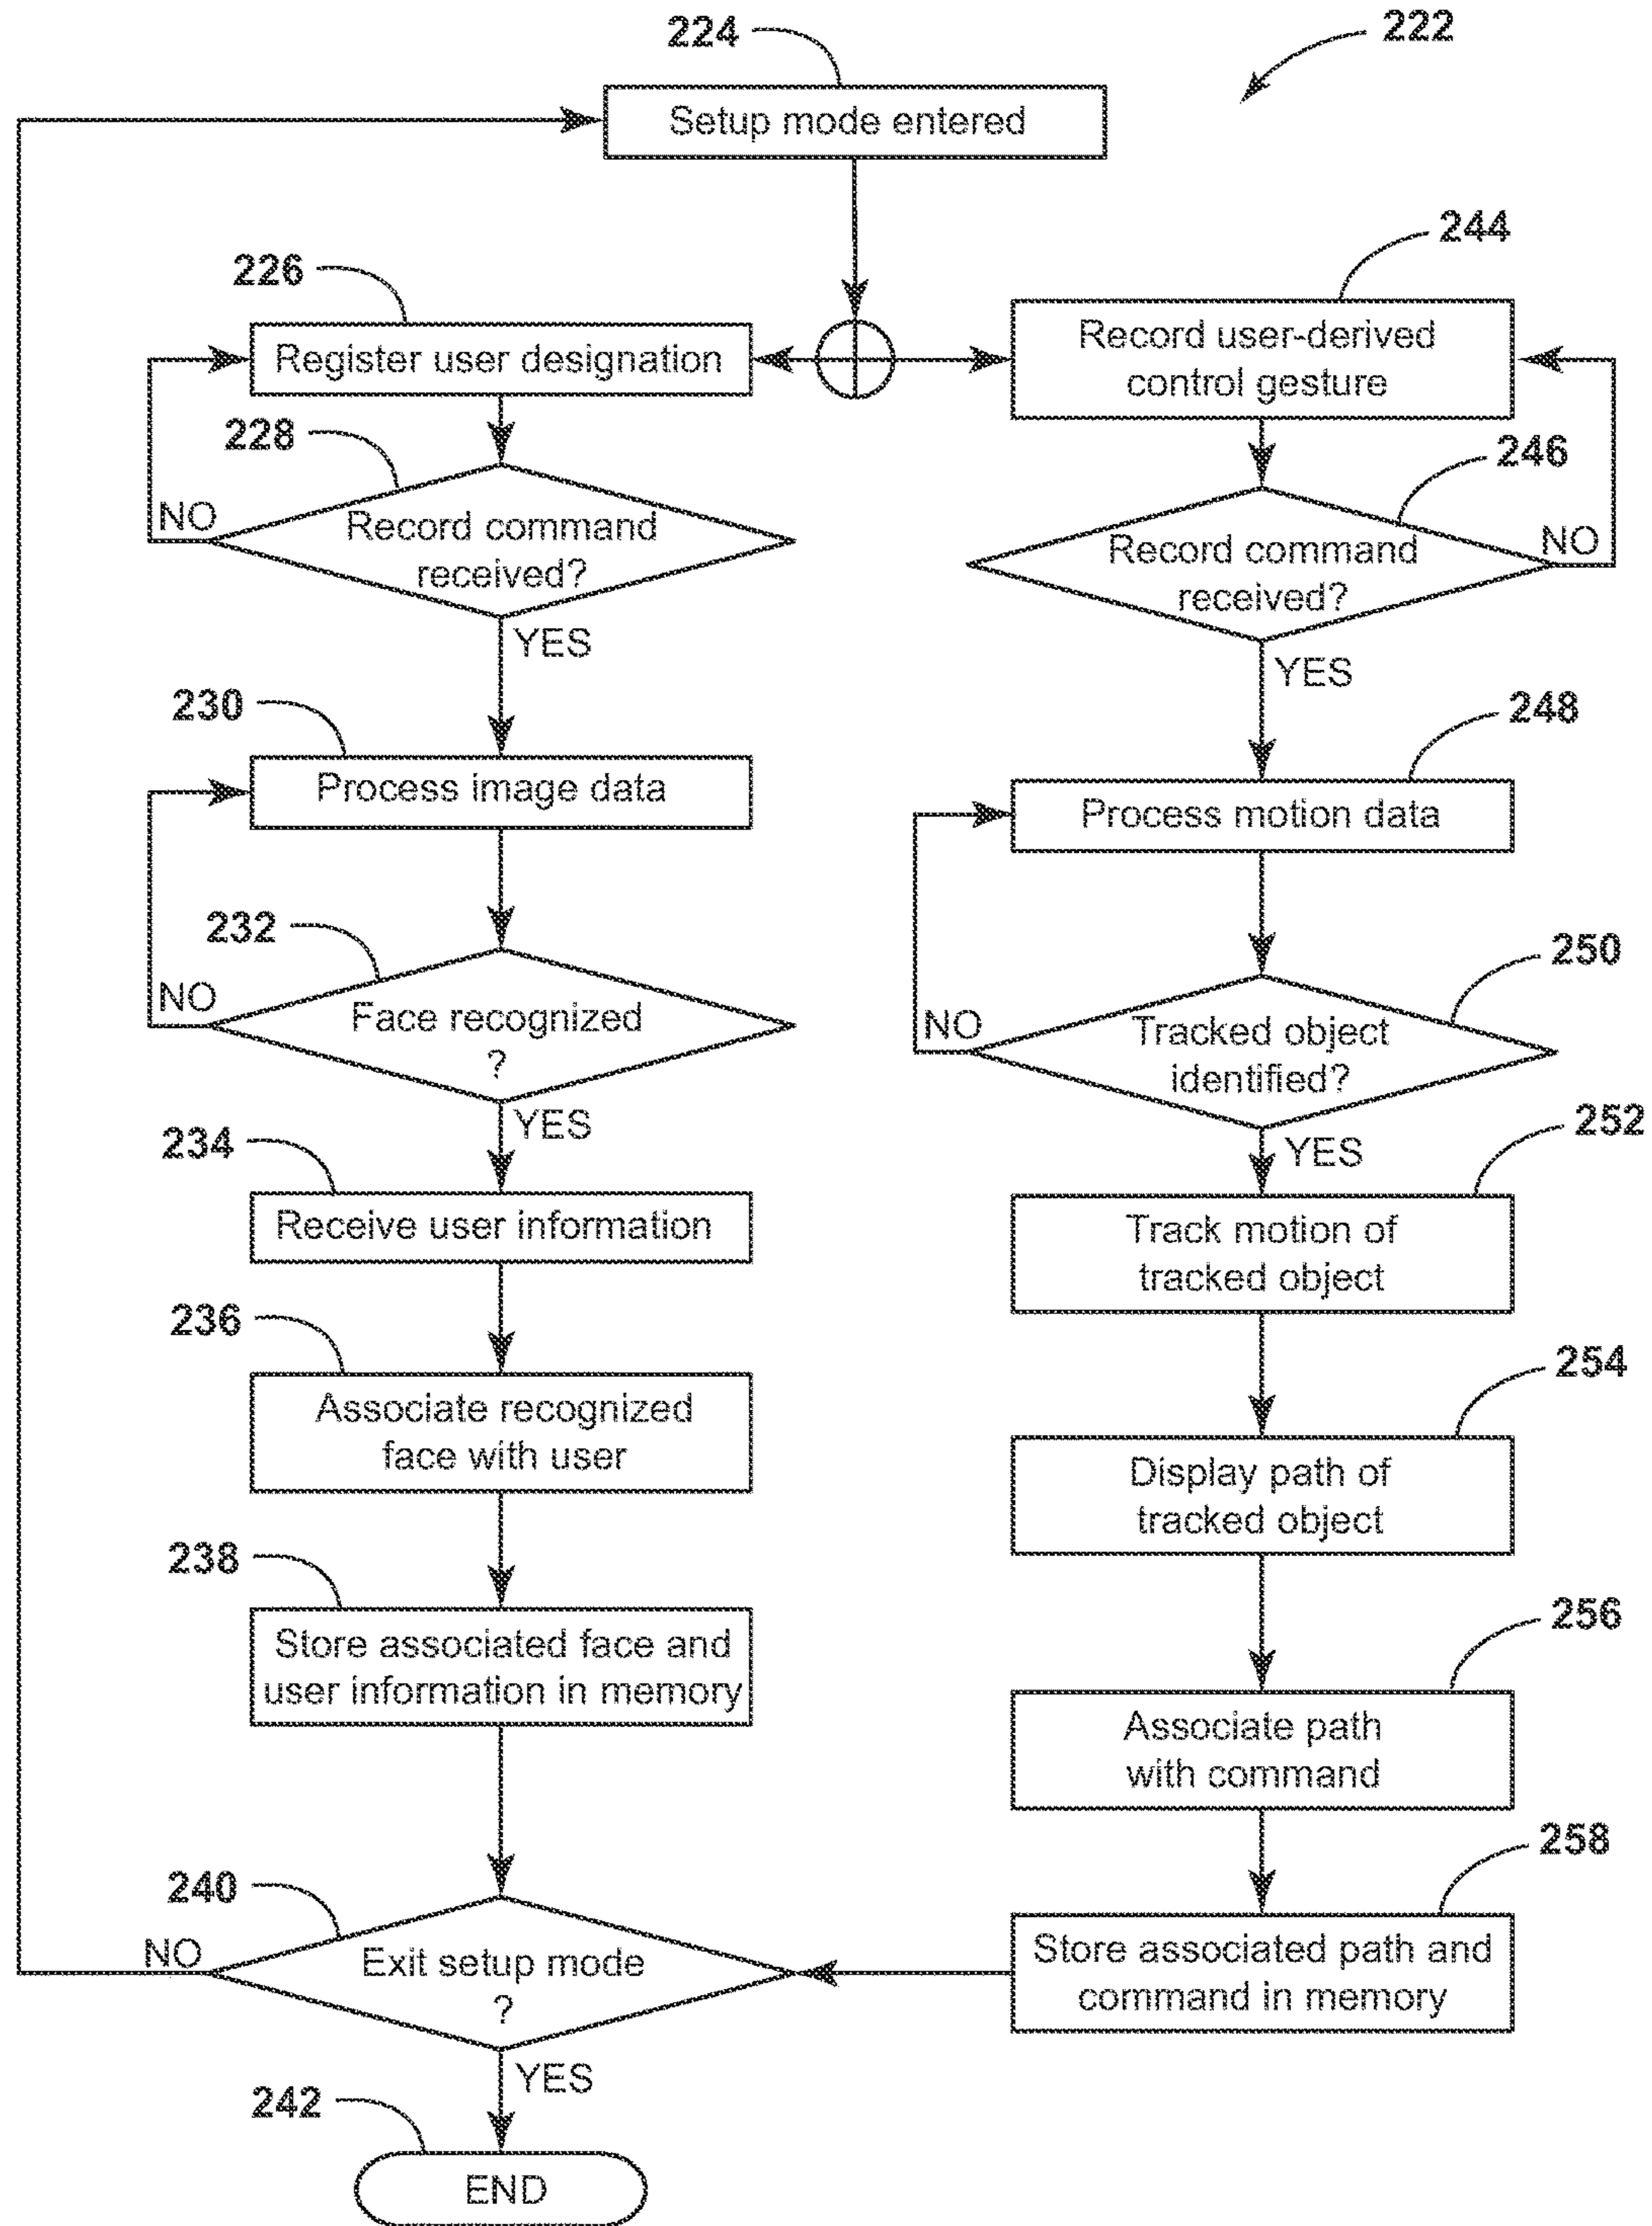 224
222
Setup mode entered
226
Register user designation
228
Record command
received?
NO
YES
230
Process image data
232
Face recognized
?
NO
YES
234
Receive user information
236
Associate recognized
face with user
238
Store associated face and
user information in memory
240
Exit setup mode
?
NO
YES
242
END
244
Record user-derived
control gesture
246
Record command
received?
NO
YES
248
Process motion data
250
Tracked object
identified?
NO
YES
252
Track motion of
tracked object
254
Display path of
tracked object
256
Associate path
with command
258
Store associated path and
command in memory